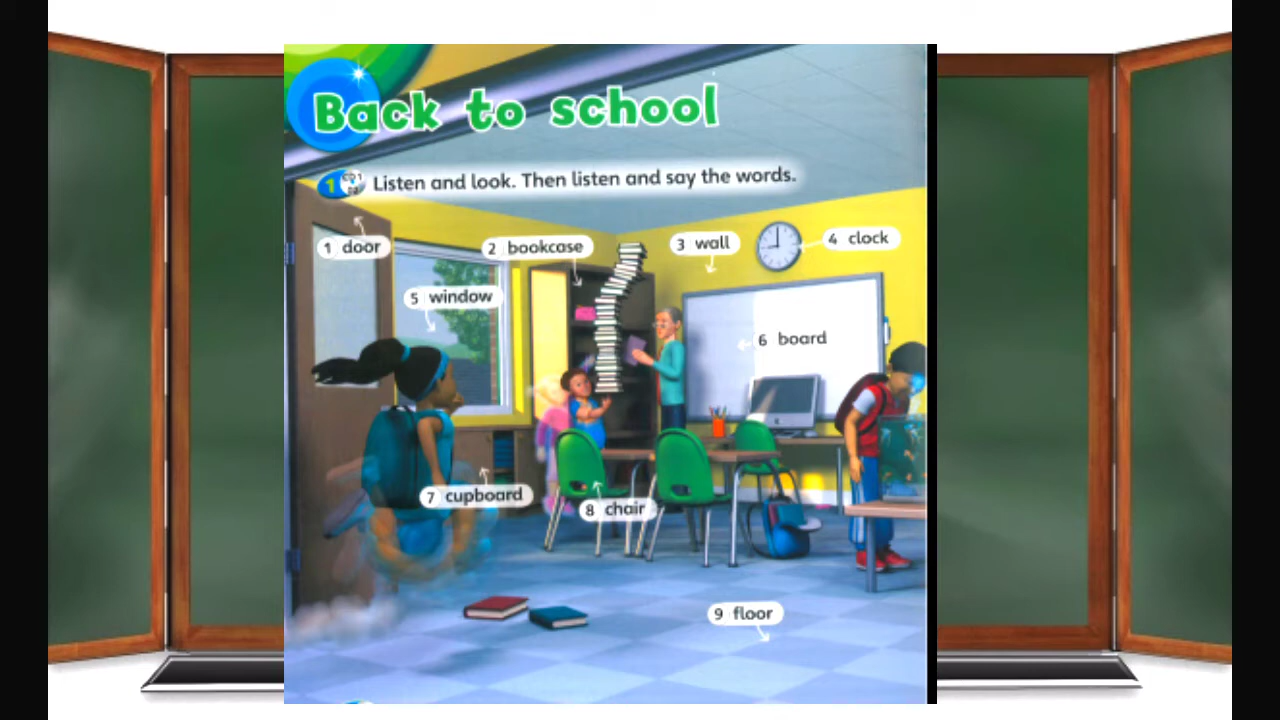 Back to school
1 CD1 Listen and look. Then listen and say the words.
1 door
2 bookcase
3 wall
4 clock
5 window
6 board
7 cupboard
8 chair
9 floor